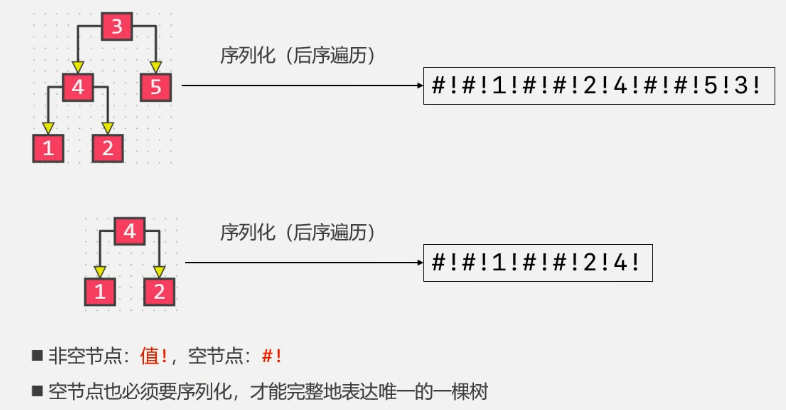 3
序列化（后序遍历）
4 5
#!#!1!#!#!2!4!#!#!5!3!
1 2
4
序列化（后序遍历）
#!#!1!#!#!2!4!
1 2
■ 非空节点：值!，空节点：#!
■ 空节点也必须要序列化，才能完整地表达唯一的一棵树